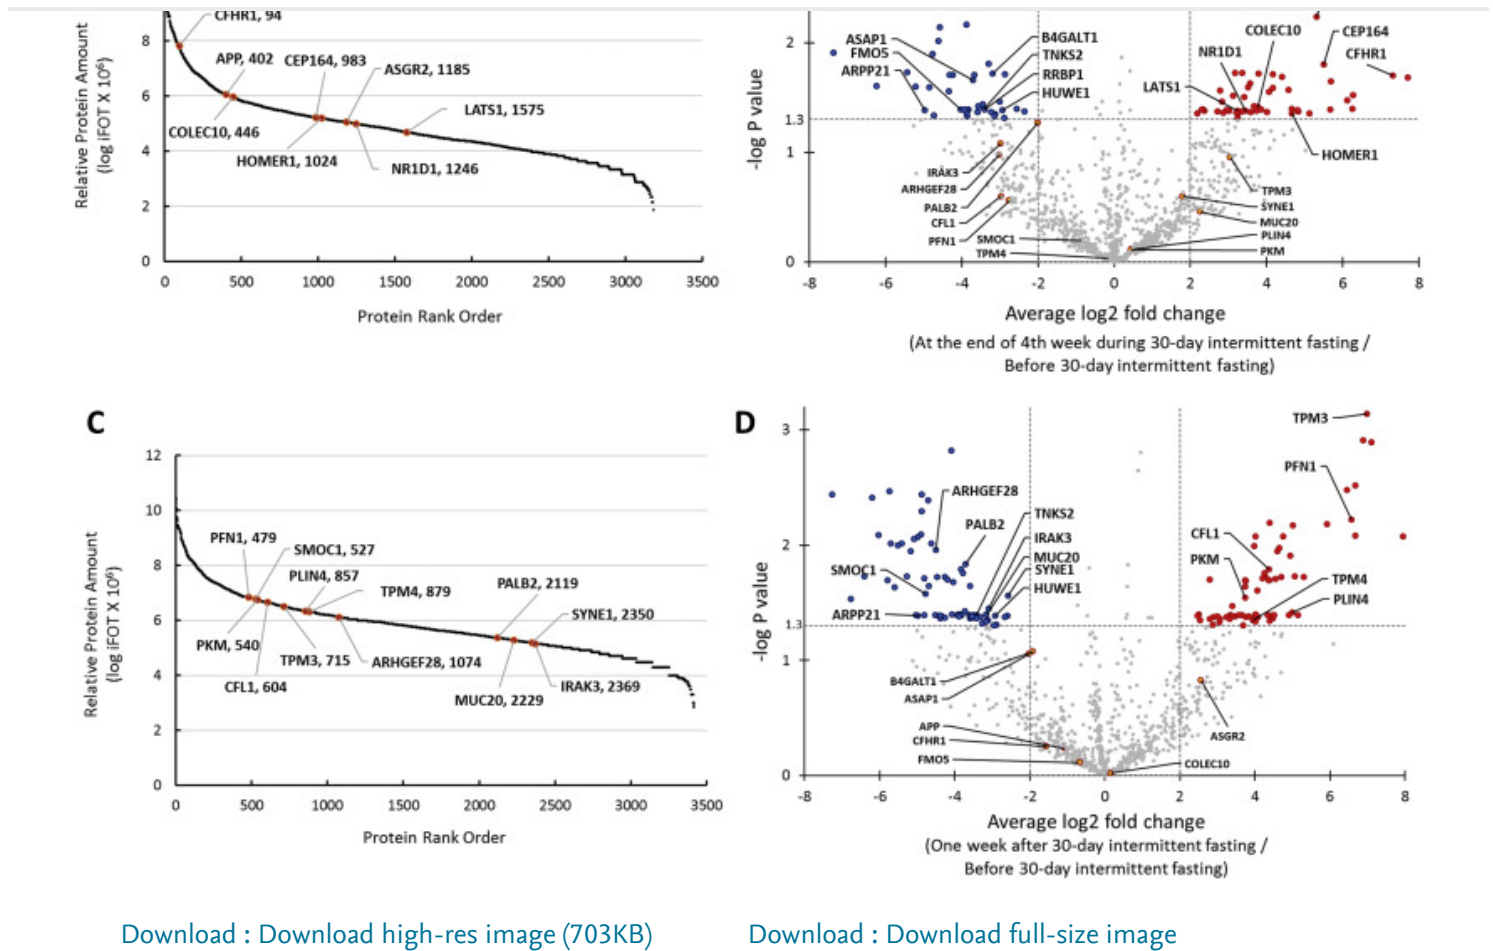 CFHR1, 94
8
APP, 402
CEP164, 983
ASGR2, 1185
6
LATS1, 1575
COLEC10, 446
HOMER1, 1024
NR1D1, 1246
4
2
0
0 500 1000 1500 2000 2500 3000 3500
Protein Rank Order
Relative Protein Amount
(log iFOT X 10⁶)
2
1.3
1
0
-log P value
ASAP1
FMO5
ARPP21
B4GALT1
TNKS2
RRBP1
HUWE1
COLEC10
CEP164
NR1D1
CFHR1
LATS1
HOMER1
IRAK3
ARHGEF28
PALB2
CFL1
PFN1
SMOC1
TPM4
TPM3
SYNE1
MUC20
PLIN4
PKM
-8 -6 -4 -2 0 2 4 6 8
Average log2 fold change
(At the end of 4th week during 30-day intermittent fasting /
Before 30-day intermittent fasting)
C
12
10
8
6
4
2
0
Relative Protein Amount
(log iFOT X 10⁶)
PFN1, 479
SMOC1, 527
PLIN4, 857
TPM4, 879
PALB2, 2119
SYNE1, 2350
PKM, 540
TPM3, 715
ARHGEF28, 1074
CFL1, 604
MUC20, 2229
IRAK3, 2369
0 500 1000 1500 2000 2500 3000 3500
Protein Rank Order
D
3
2
1.3
1
0
-log P value
ARHGEF28
PALB2
TNKS2
IRAK3
MUC20
SYNE1
HUWE1
SMOC1
ARPP21
TPM3
PFN1
CFL1
PKM
TPM4
PLIN4
B4GALT1
ASAP1
APP
CFHR1
FMO5
ASGR2
COLEC10
-8 -6 -4 -2 0 2 4 6 8
Average log2 fold change
(One week after 30-day intermittent fasting /
Before 30-day intermittent fasting)
Download : Download high-res image (703KB)
Download : Download full-size image